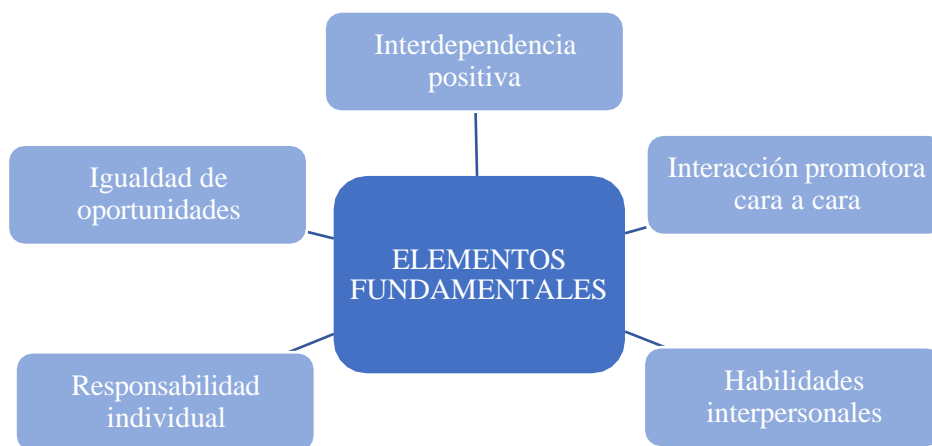 Interdependencia
positiva
Igualdad de
oportunidades
Interacción promotora
cara a cara
ELEMENTOS
FUNDAMENTALES
Responsabilidad
individual
Habilidades
interpersonales